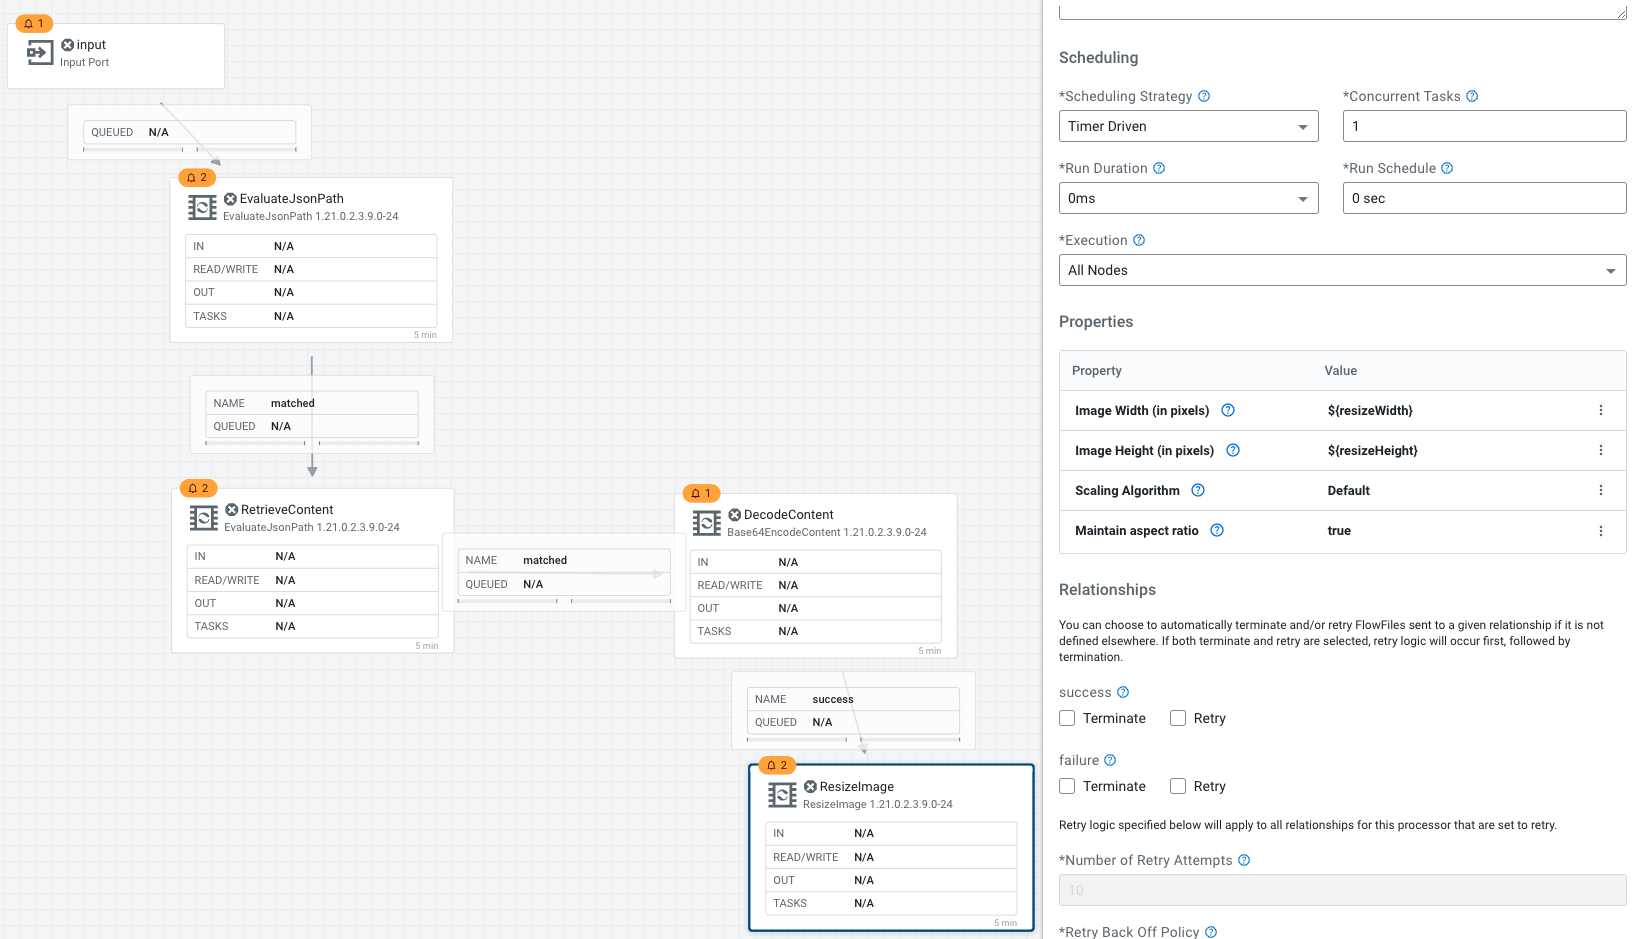 1
input
Input Port
QUEUED N/A
2
EvaluateJsonPath
EvaluateJsonPath 1.21.0.2.3.9.0-24
IN N/A
READ/WRITE N/A
OUT N/A
TASKS N/A
5 min
NAME matched
QUEUED N/A
2
RetrieveContent
EvaluateJsonPath 1.21.0.2.3.9.0-24
IN N/A
READ/WRITE N/A
OUT N/A
TASKS N/A
5 min
NAME matched
QUEUED N/A
1
DecodeContent
Base64EncodeContent 1.21.0.2.3.9.0-24
IN N/A
READ/WRITE N/A
OUT N/A
TASKS N/A
5 min
NAME success
QUEUED N/A
2
ResizeImage
ResizeImage 1.21.0.2.3.9.0-24
IN N/A
READ/WRITE N/A
OUT N/A
TASKS N/A
5 min
Scheduling
*Scheduling Strategy *Concurrent Tasks
Timer Driven 1
*Run Duration *Run Schedule
0ms 0 sec
*Execution
All Nodes
Properties
Property Value
Image Width (in pixels) ${resizeWidth}
Image Height (in pixels) ${resizeHeight}
Scaling Algorithm Default
Maintain aspect ratio true
Relationships
You can choose to automatically terminate and/or retry FlowFiles sent to a given relationship if it is not
defined elsewhere. If both terminate and retry are selected, retry logic will occur first, followed by
termination.
success
Terminate Retry
failure
Terminate Retry
Retry logic specified below will apply to all relationships for this processor that are set to retry.
*Number of Retry Attempts
10
*Retry Back Off Policy